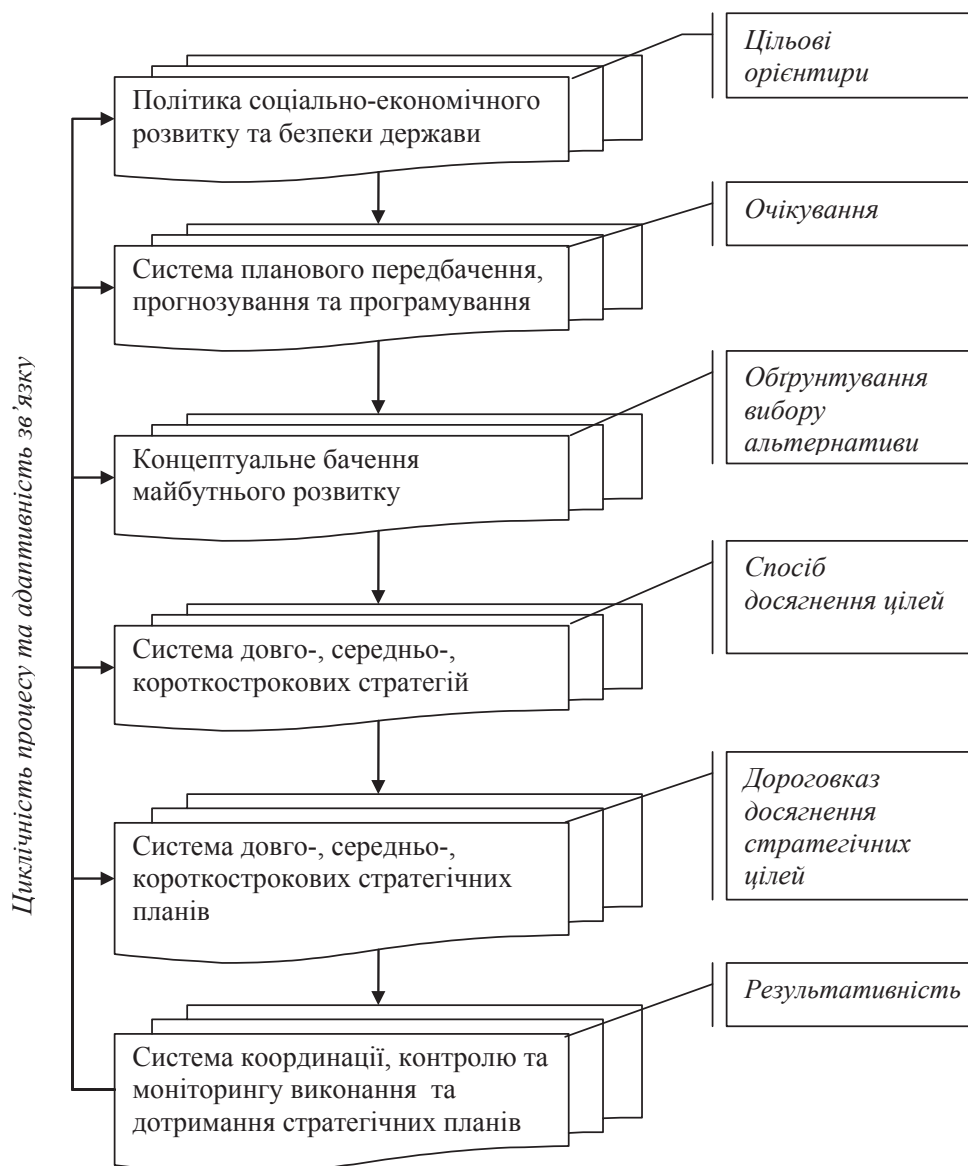 Цільові
орієнтири
Політика соціально-економічного
розвитку та безпеки держави
Очікування
Система планового передбачення,
прогнозування та програмування
Обґрунтування
вибору
альтернативи
Концептуальне бачення
майбутнього розвитку
Спосіб
досягнення цілей
Система довго-, середньо-,
короткострокових стратегій
Дороговказ
досягнення
стратегічних
цілей
Система довго-, середньо-,
короткострокових стратегічних
планів
Результативність
Система координації, контролю та
моніторингу виконання та
дотримання стратегічних планів
Циклічність процесу та адаптивність зв’язку